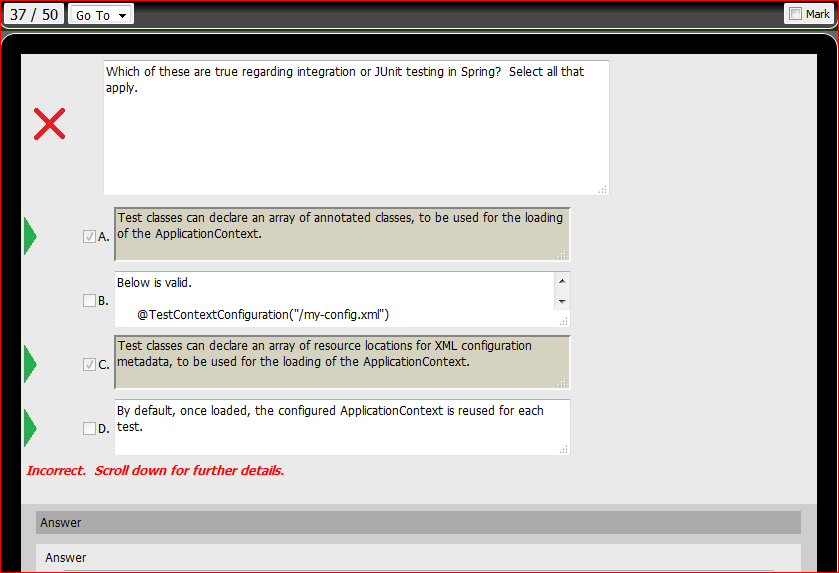 37 / 50 Go To Mark
Which of these are true regarding integration or JUnit testing in Spring? Select all that
apply.
A. Test classes can declare an array of annotated classes, to be used for the loading
of the ApplicationContext.
B. Below is valid.
@TestContextConfiguration("/my-config.xml")
C. Test classes can declare an array of resource locations for XML configuration
metadata, to be used for the loading of the ApplicationContext.
D. By default, once loaded, the configured ApplicationContext is reused for each
test.
Incorrect. Scroll down for further details.
Answer
Answer